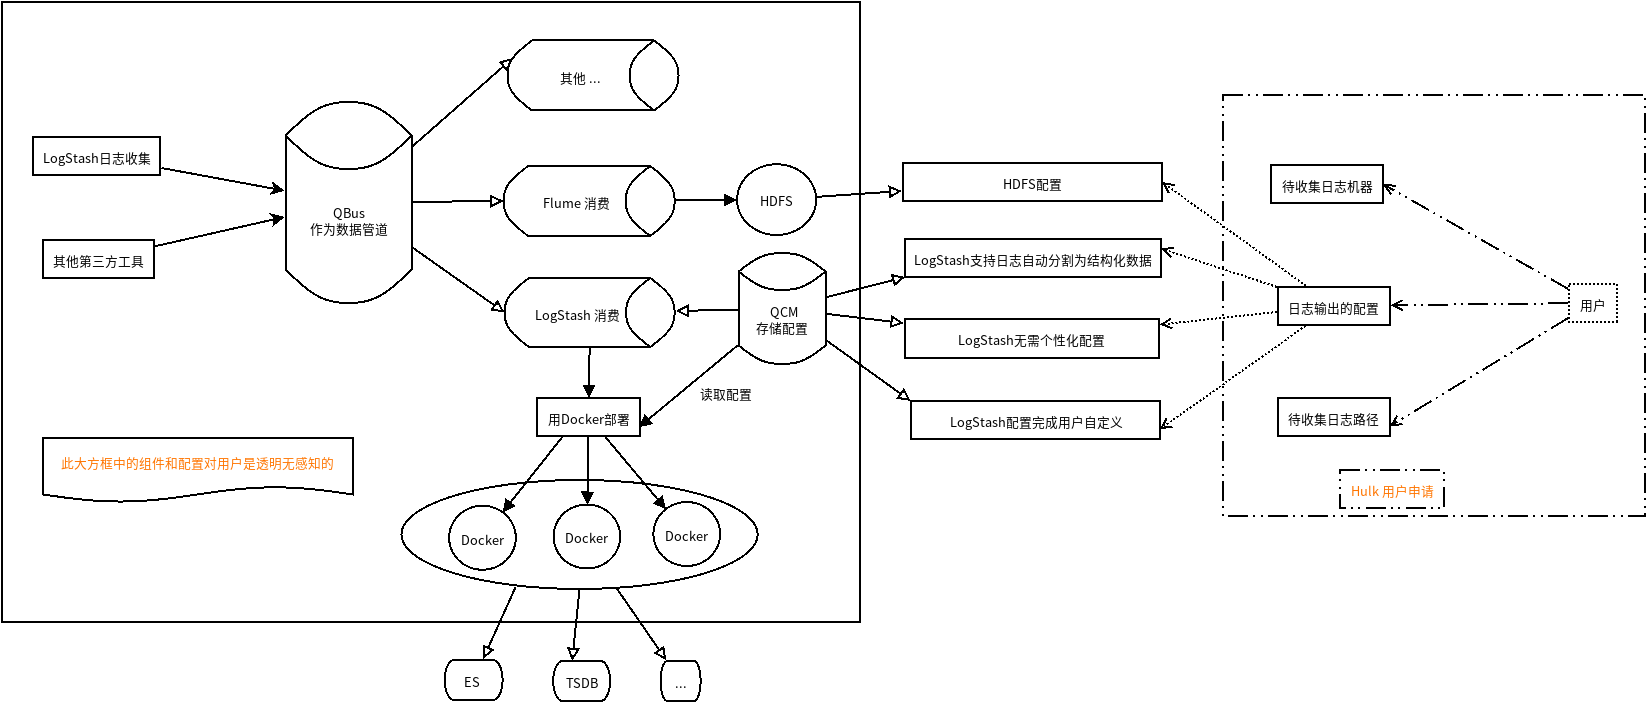 其他 ...
LogStash日志收集
QBus
作为数据管道
Flume 消费
HDFS
HDFS配置
待收集日志机器
其他第三方工具
LogStash支持日志自动分割为结构化数据
LogStash 消费
QCM
存储配置
日志输出的配置
用户
LogStash无需个性化配置
读取配置
用Docker部署
LogStash配置完成用户自定义
待收集日志路径
此大方框中的组件和配置对用户是透明无感知的
Hulk 用户申请
Docker
Docker
Docker
ES
TSDB
...